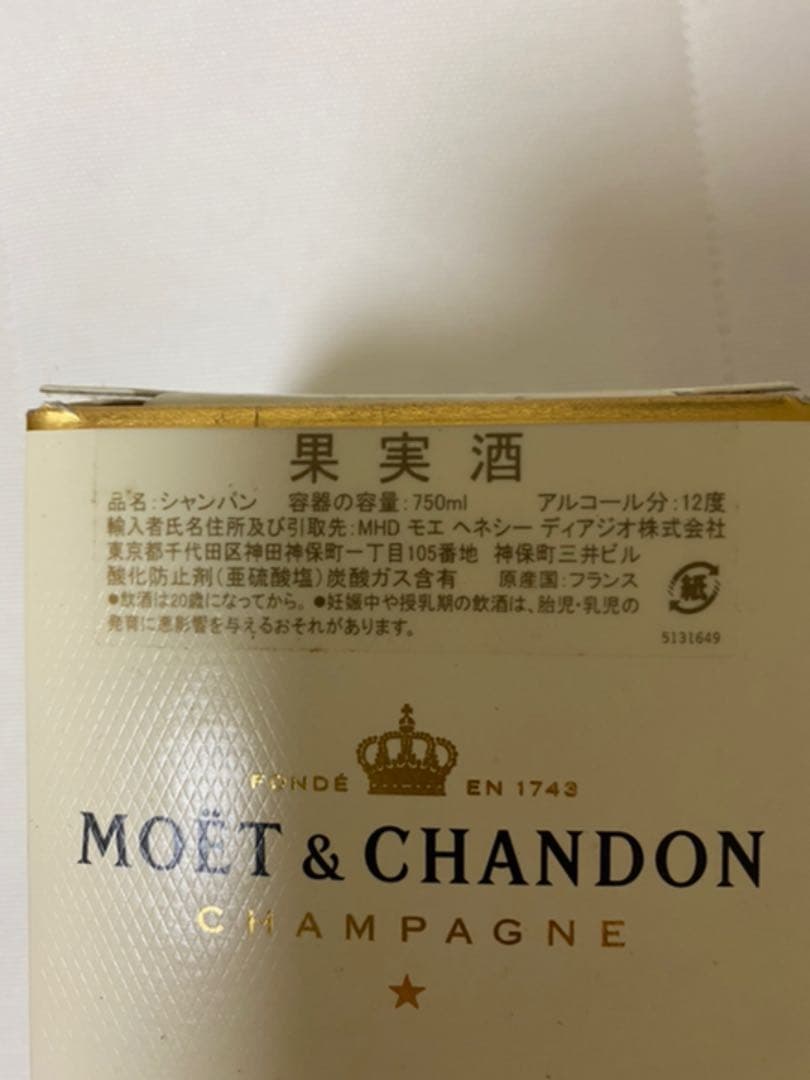 果実酒
品名:シャンパン 容器の容量:750ml アルコール分:12度
輸入者氏名住所及び引取先:MHD モエ ヘネシー ディアジオ株式会社
東京都千代田区神田神保町一丁目105番地 神保町三井ビル
酸化防止剤(亜硫酸塩)炭酸ガス含有 原産国:フランス
紙
●飲酒は20歳になってから。●妊娠中や授乳期の飲酒は、胎児・乳児の
発育に悪影響を与えるおそれがあります。
5131649
FONDÉ EN 1743
MOËT & CHANDON
CHAMPAGNE